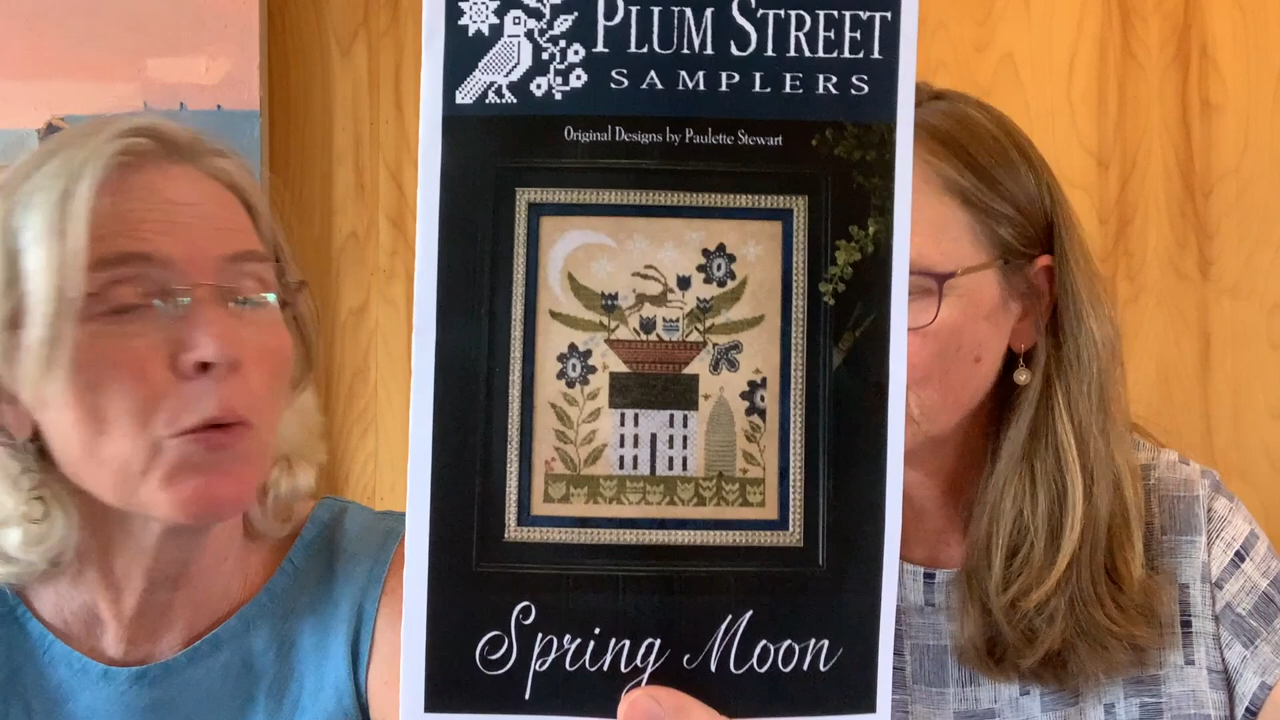 PLUM STREET
SAMPLERS
Original Designs by Paulette Stewart
Spring Moon